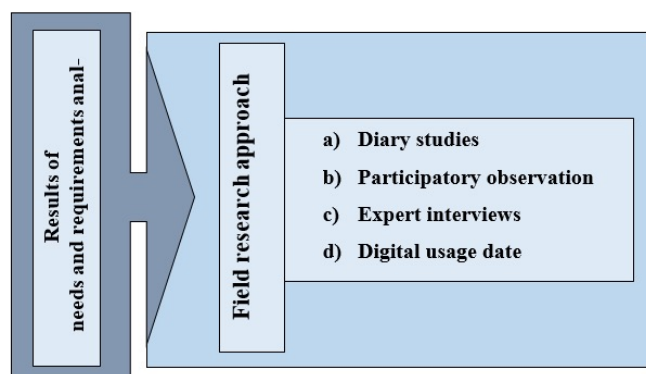 Results of
needs and requirements anal-
Field research approach
a) Diary studies
b) Participatory observation
c) Expert interviews
d) Digital usage date